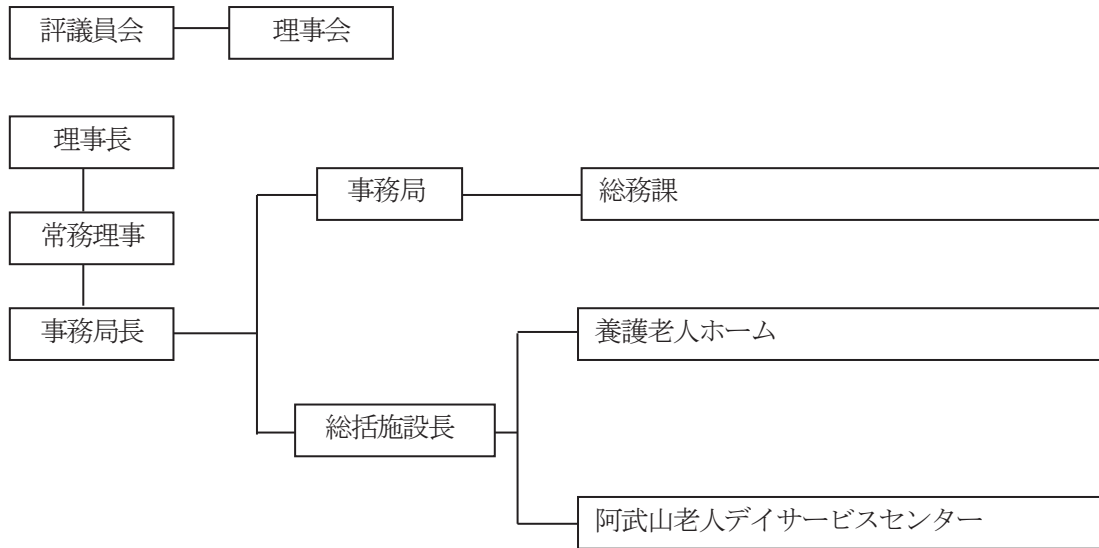 評議員会
理事会
理事長
常務理事
事務局長
事務局
総務課
総括施設長
養護老人ホーム
阿武山老人デイサービスセンター